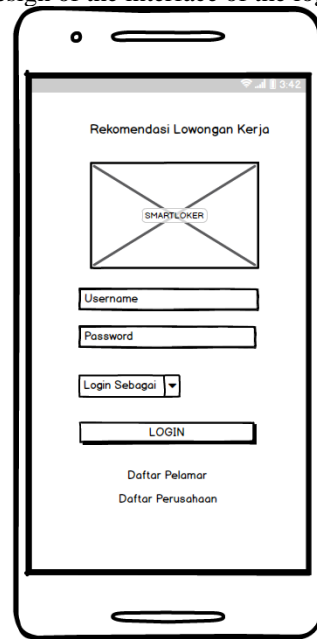 esign of the interface of the log
3:42
Rekomendasi Lowongan Kerja
SMARTLOKER
Username
Password
Login Sebagai
LOGIN
Daftar Pelamar
Daftar Perusahaan